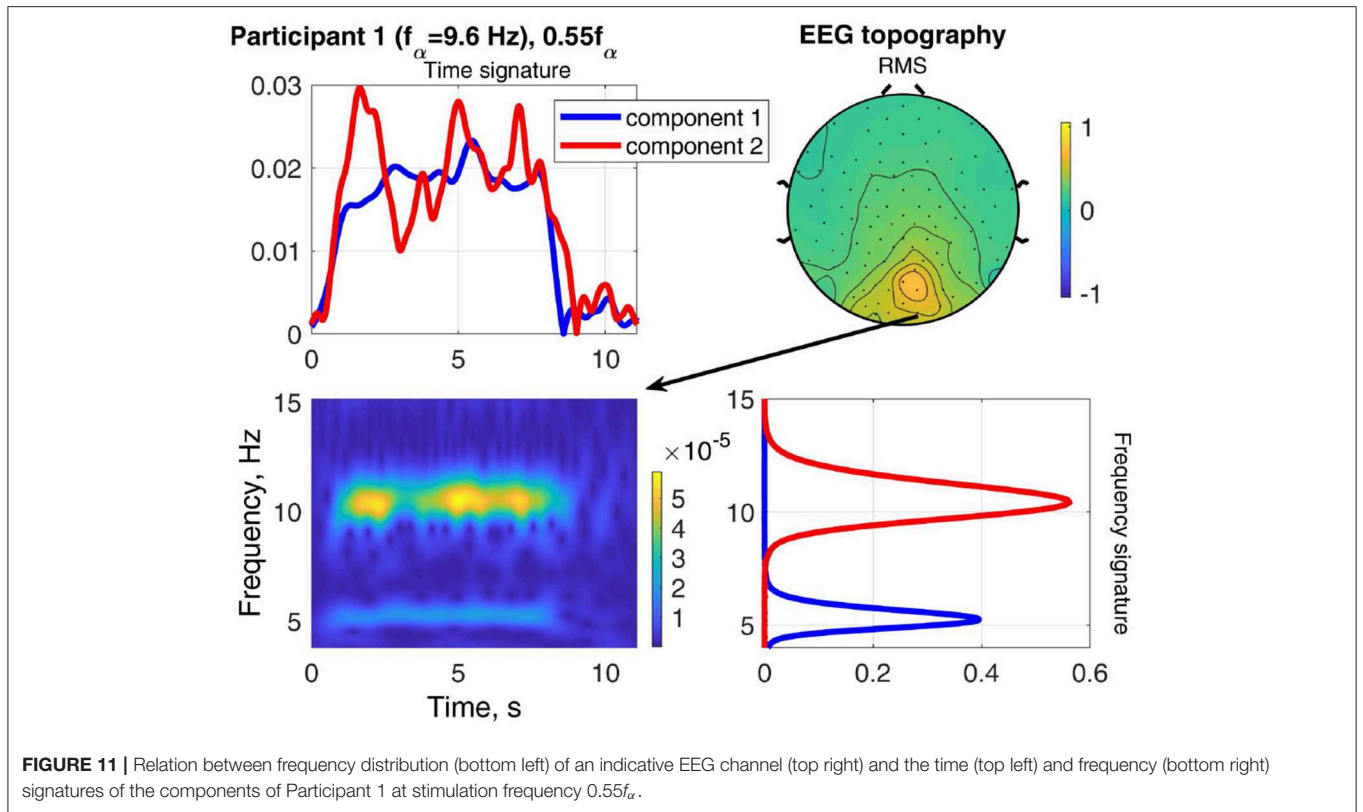 Participant 1 (fα=9.6 Hz), 0.55fα
Time signature
0.03
0.02
0.01
0
0 5 10
component 1
component 2
EEG topography
RMS
1
0
-1
15
10
5
Frequency, Hz
0 5 10
Time, s
×10⁻⁵
5
4
3
2
1
15
10
5
0 0.2 0.4 0.6
Frequency signature
FIGURE 11 | Relation between frequency distribution (bottom left) of an indicative EEG channel (top right) and the time (top left) and frequency (bottom right)
signatures of the components of Participant 1 at stimulation frequency 0.55fα.